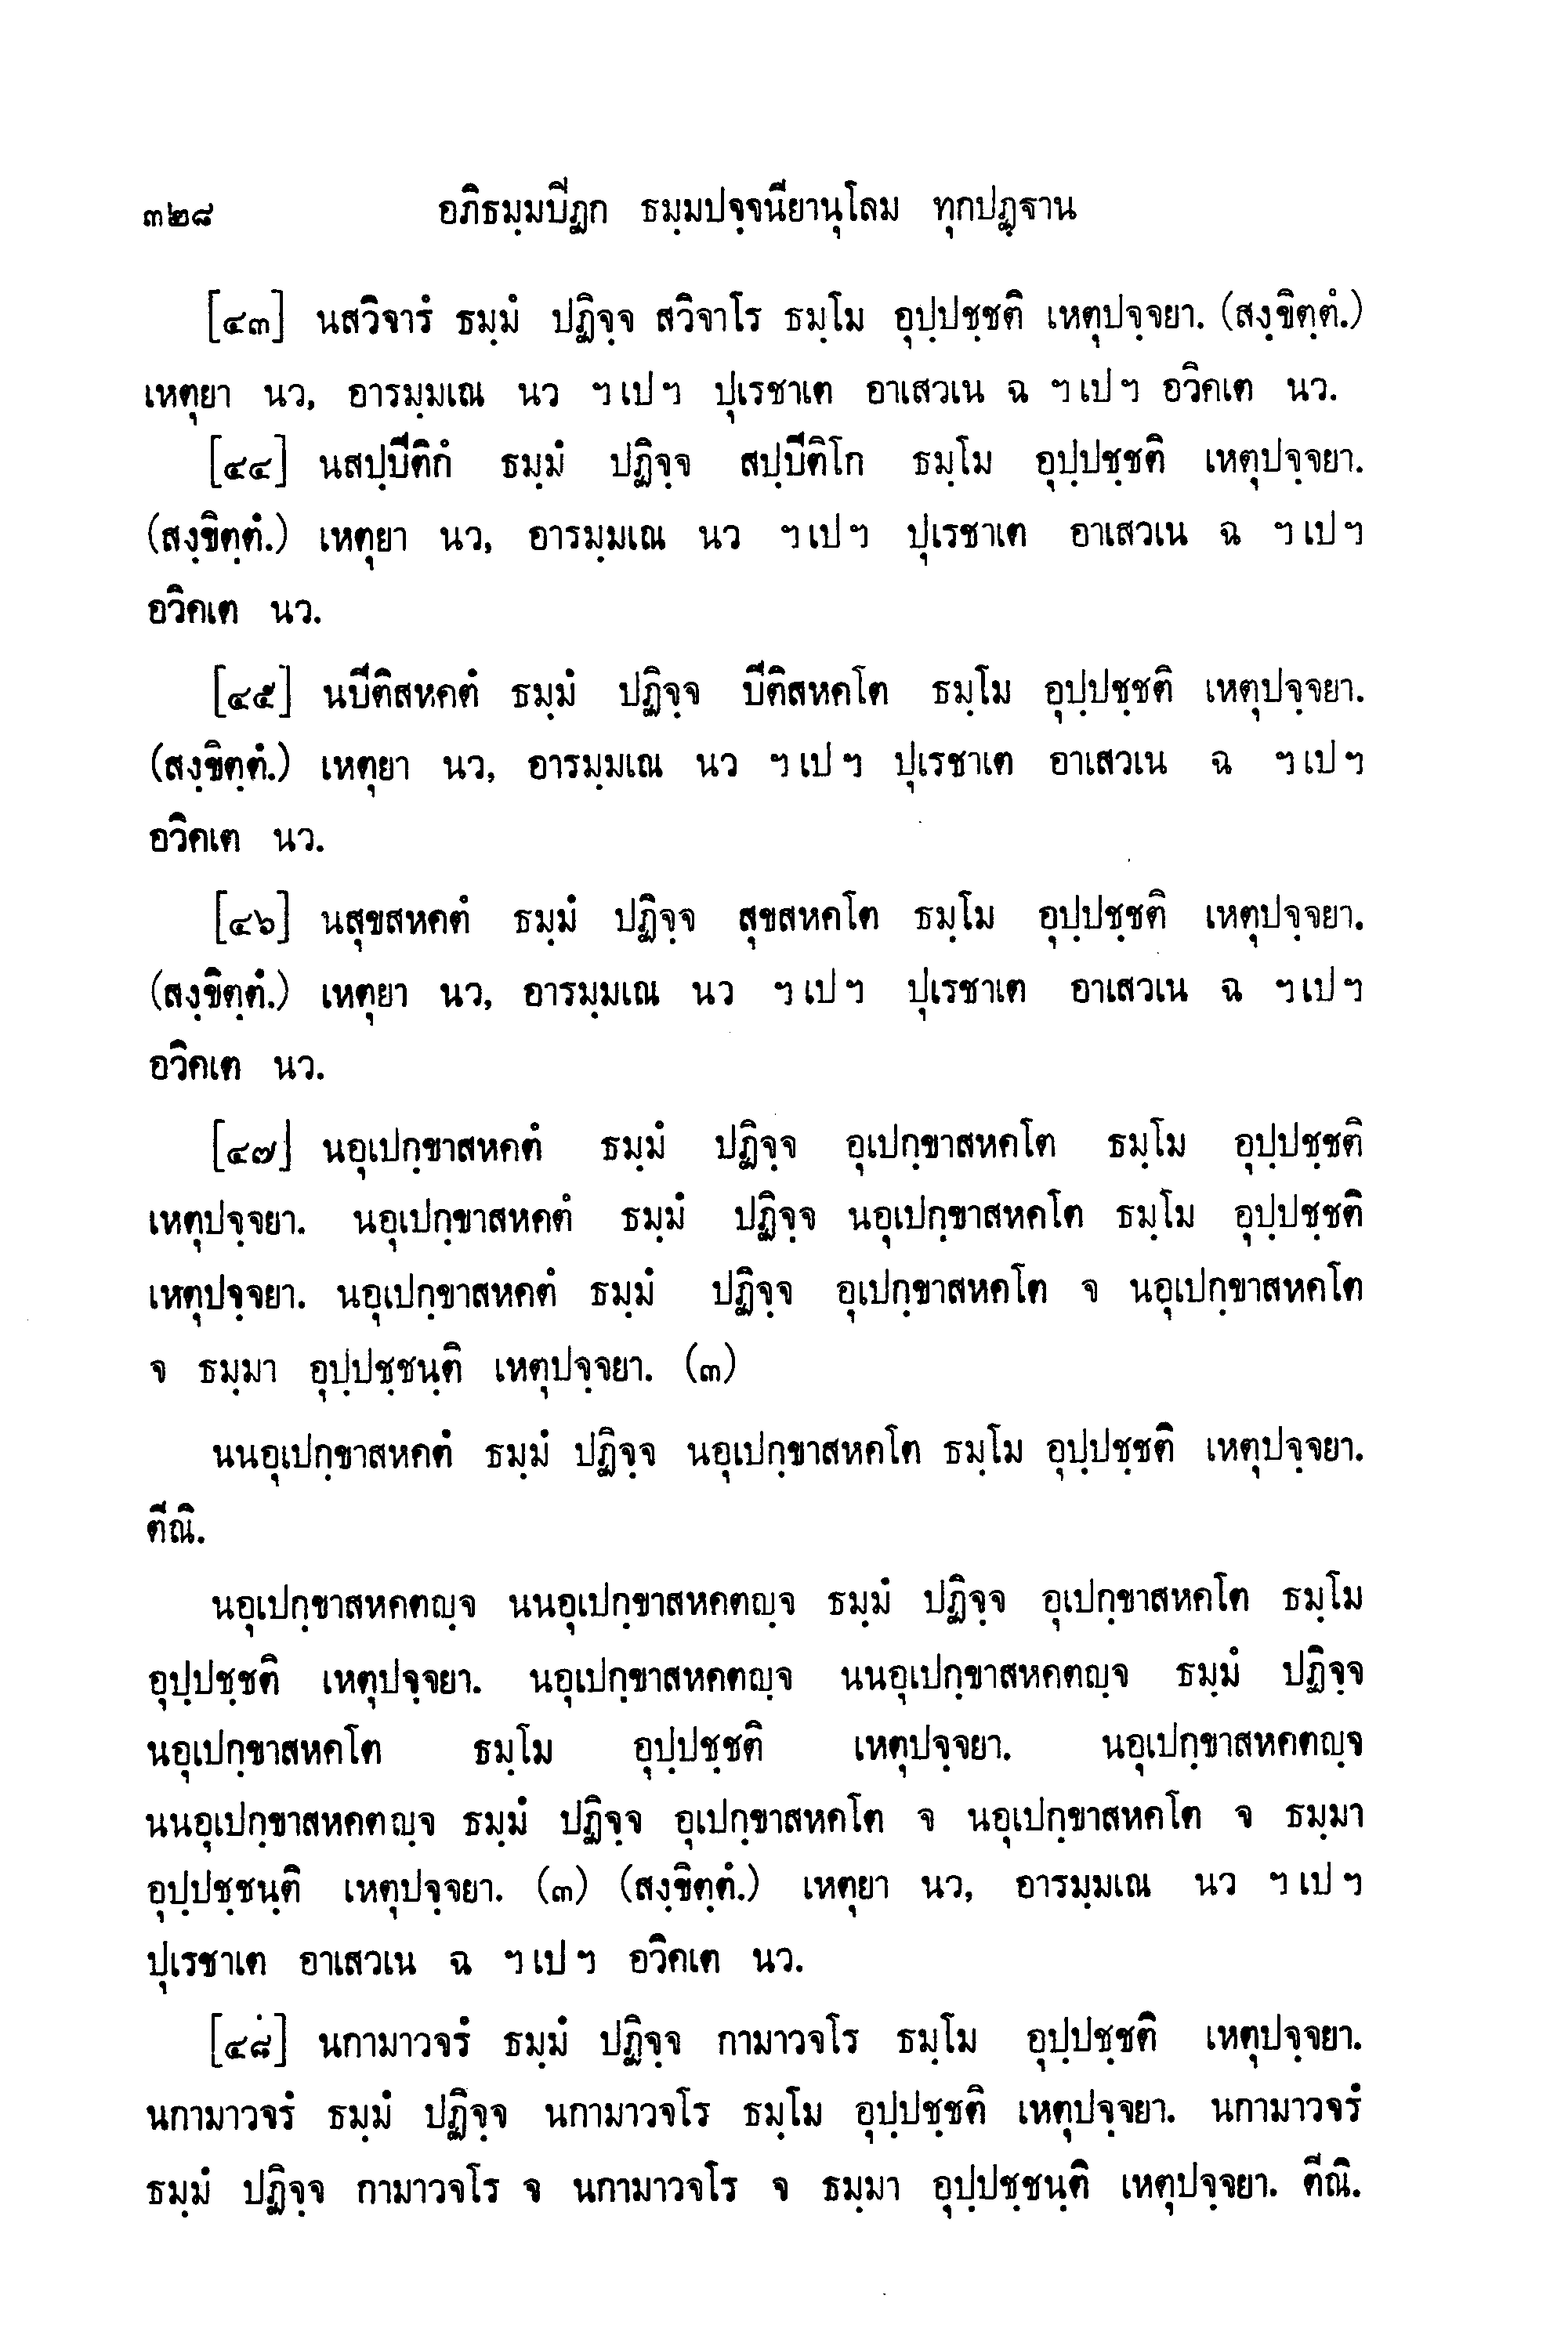 ๓๒๘ อภิธมฺมปีฏก ธมฺมปจฺจนียานุโลม ทุกปฏฺฐาน
[๔๓] นสวิจารํ ธมฺมํ ปฏิจฺจ สวิจาโร ธมฺโม อุปฺปชฺชติ เหตุปจฺจยา. (สงฺขิตฺตํ.)
เหตุยา นว, อารมฺมเณ นว ฯเปฯ ปุเรชาเต อาเสวเน ฉ ฯเปฯ อวิคเต นว.
[๔๔] นสปฺปีติกํ ธมฺมํ ปฏิจฺจ สปฺปีติโก ธมฺโม อุปฺปชฺชติ เหตุปจฺจยา.
(สงฺขิตฺตํ.) เหตุยา นว, อารมฺมเณ นว ฯเปฯ ปุเรชาเต อาเสวเน ฉ ฯเปฯ
อวิคเต นว.
[๔๕] นปีติสหคตํ ธมฺมํ ปฏิจฺจ ปีติสหคโต ธมฺโม อุปฺปชฺชติ เหตุปจฺจยา.
(สงฺขิตฺตํ.) เหตุยา นว, อารมฺมเณ นว ฯเปฯ ปุเรชาเต อาเสวเน ฉ ฯเปฯ
อวิคเต นว.
[๔๖] นสุขสหคตํ ธมฺมํ ปฏิจฺจ สุขสหคโต ธมฺโม อุปฺปชฺชติ เหตุปจฺจยา.
(สงฺขิตฺตํ.) เหตุยา นว, อารมฺมเณ นว ฯเปฯ ปุเรชาเต อาเสวเน ฉ ฯเปฯ
อวิคเต นว.
[๔๗] นอุเปกฺขาสหคตํ ธมฺมํ ปฏิจฺจ อุเปกฺขาสหคโต ธมฺโม อุปฺปชฺชติ
เหตุปจฺจยา. นอุเปกฺขาสหคตํ ธมฺมํ ปฏิจฺจ นอุเปกฺขาสหคโต ธมฺโม อุปฺปชฺชติ
เหตุปจฺจยา. นอุเปกฺขาสหคตํ ธมฺมํ ปฏิจฺจ อุเปกฺขาสหคโต จ นอุเปกฺขาสหคโต
จ ธมฺมา อุปฺปชฺชนฺติ เหตุปจฺจยา. (๓)
นนอุเปกฺขาสหคตํ ธมฺมํ ปฏิจฺจ นอุเปกฺขาสหคโต ธมฺโม อุปฺปชฺชติ เหตุปจฺจยา.
ตีณิ.
นอุเปกฺขาสหคตญฺจ นนอุเปกฺขาสหคตญฺจ ธมฺมํ ปฏิจฺจ อุเปกฺขาสหคโต ธมฺโม
อุปฺปชฺชติ เหตุปจฺจยา. นอุเปกฺขาสหคตญฺจ นนอุเปกฺขาสหคตญฺจ ธมฺมํ ปฏิจฺจ
นอุเปกฺขาสหคโต ธมฺโม อุปฺปชฺชติ เหตุปจฺจยา. นอุเปกฺขาสหคตญฺจ
นนอุเปกฺขาสหคตญฺจ ธมฺมํ ปฏิจฺจ อุเปกฺขาสหคโต จ นอุเปกฺขาสหคโต จ ธมฺมา
อุปฺปชฺชนฺติ เหตุปจฺจยา. (๓) (สงฺขิตฺตํ.) เหตุยา นว, อารมฺมเณ นว ฯเปฯ
ปุเรชาเต อาเสวเน ฉ ฯเปฯ อวิคเต นว.
[๔๘] นกามาวจรํ ธมฺมํ ปฏิจฺจ กามาวจโร ธมฺโม อุปฺปชฺชติ เหตุปจฺจยา.
นกามาวจรํ ธมฺมํ ปฏิจฺจ นกามาวจโร ธมฺโม อุปฺปชฺชติ เหตุปจฺจยา. นกามาวจรํ
ธมฺมํ ปฏิจฺจ กามาวจโร จ นกามาวจโร จ ธมฺมา อุปฺปชฺชนฺติ เหตุปจฺจยา. ตีณิ.